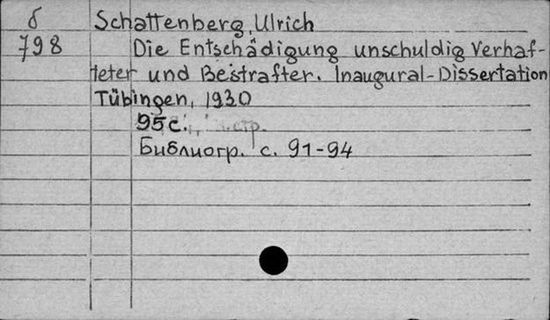 б
798
Schattenberg, Ulrich
Die Entschädigung unschuldig Verhaf-
teter und Bestrafter. Inaugural-Dissertation
Tübingen, 1930
95 с.
Библиогр. с. 91-94